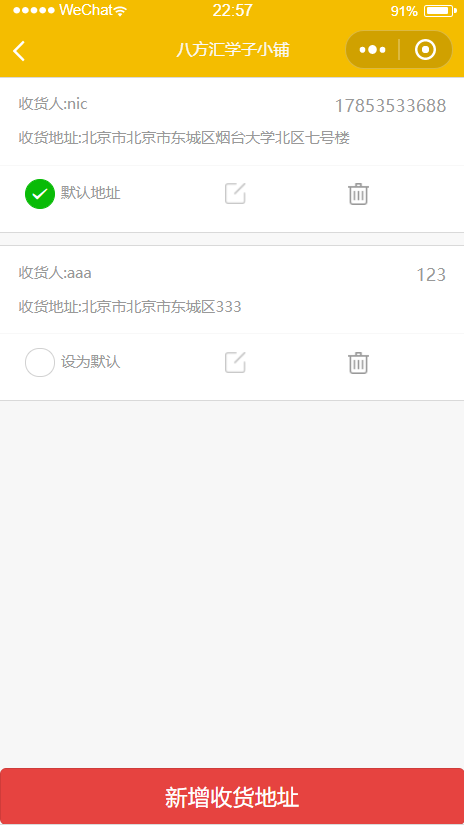 WeChat 22:57 91%
八方汇学子小铺
收货人:nic 17853533688
收货地址:北京市北京市东城区烟台大学北区七号楼
默认地址
收货人:aaa 123
收货地址:北京市北京市东城区333
设为默认
新增收货地址